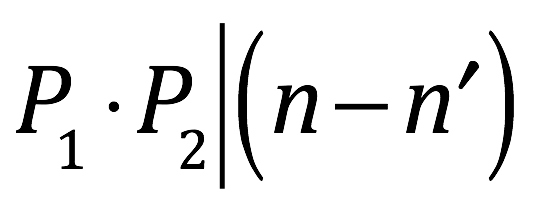 P₁ · P₂ | (n − n′)